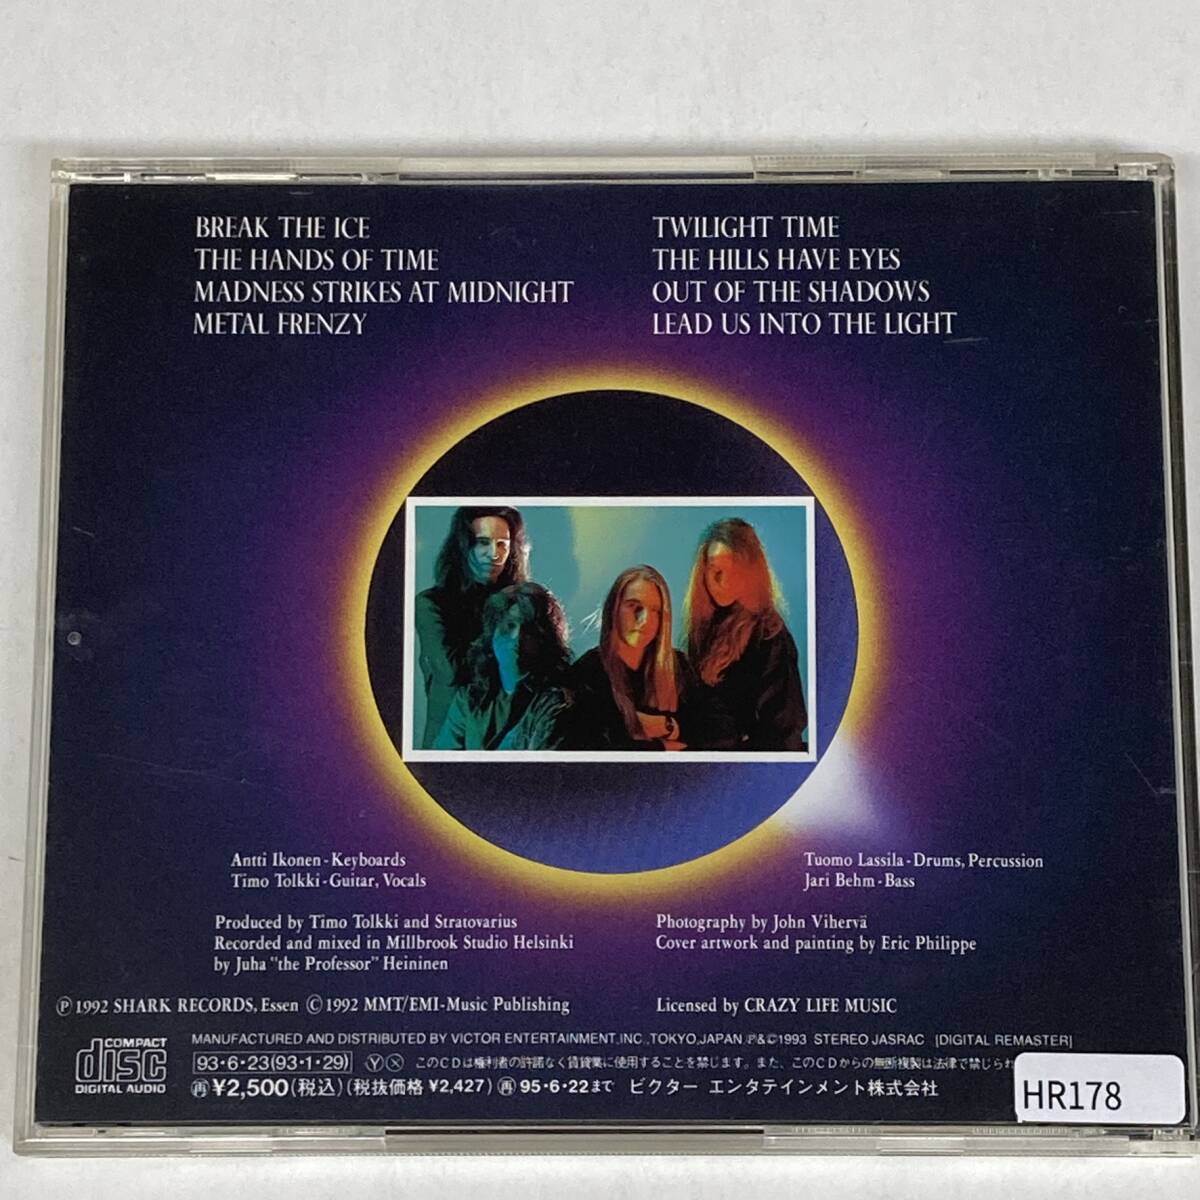 BREAK THE ICE
THE HANDS OF TIME
MADNESS STRIKES AT MIDNIGHT
METAL FRENZY
TWILIGHT TIME
THE HILLS HAVE EYES
OUT OF THE SHADOWS
LEAD US INTO THE LIGHT
Antti Ikonen-Keyboards
Timo Tolkki-Guitar, Vocals
Tuomo Lassila-Drums, Percussion
Jari Behm-Bass
Produced by Timo Tolkki and Stratovarius
Recorded and mixed in Millbrook Studio Helsinki
by Juha "the Professor" Heininen
Photography by John Vihervä
Cover artwork and painting by Eric Philippe
Ⓟ1992 SHARK RECORDS, Essen ©1992 MMT/EMI-Music Publishing
Licensed by CRAZY LIFE MUSIC
COMPACT
disc
DIGITAL AUDIO
MANUFACTURED AND DISTRIBUTED BY VICTOR ENTERTAINMENT, INC., TOKYO, JAPAN. Ⓟ&©1993 STEREO JASRAC [DIGITAL REMASTER]
93・6・23(93・1・29) Ⓨ Ⓧ このCDは権利者の許諾なく賃貸業に使用することを禁じます。また、このCDからの無断複製は法律で禁じられ
再¥2,500(税込)(税抜価格 ¥2,427) 再95・6・22まで ビクター エンタテインメント株式会社
HR178